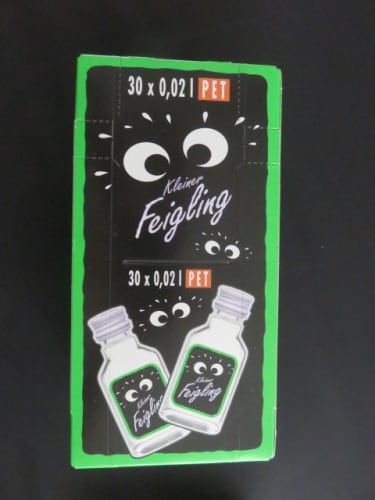 30 x 0,02 l PET
Kleiner
Feigling
30 x 0,02 l PET
Kleiner
Feigling
Kleiner
Feigling